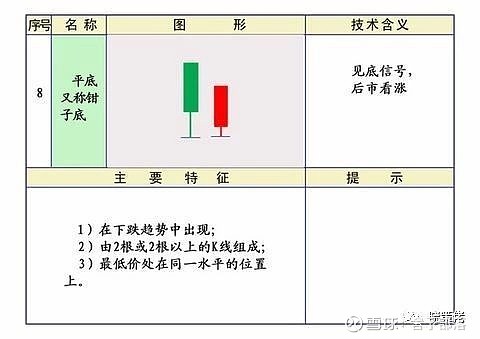 序号 名 称 图 形 技术含义
8
平底
又称钳
子底
见底信号，
后市看涨
主 要 特 征 提 示
1）在下跌趋势中出现；
2）由2根或2根以上的K线组成；
3）最低价处在同一水平的位置
上。
雪球